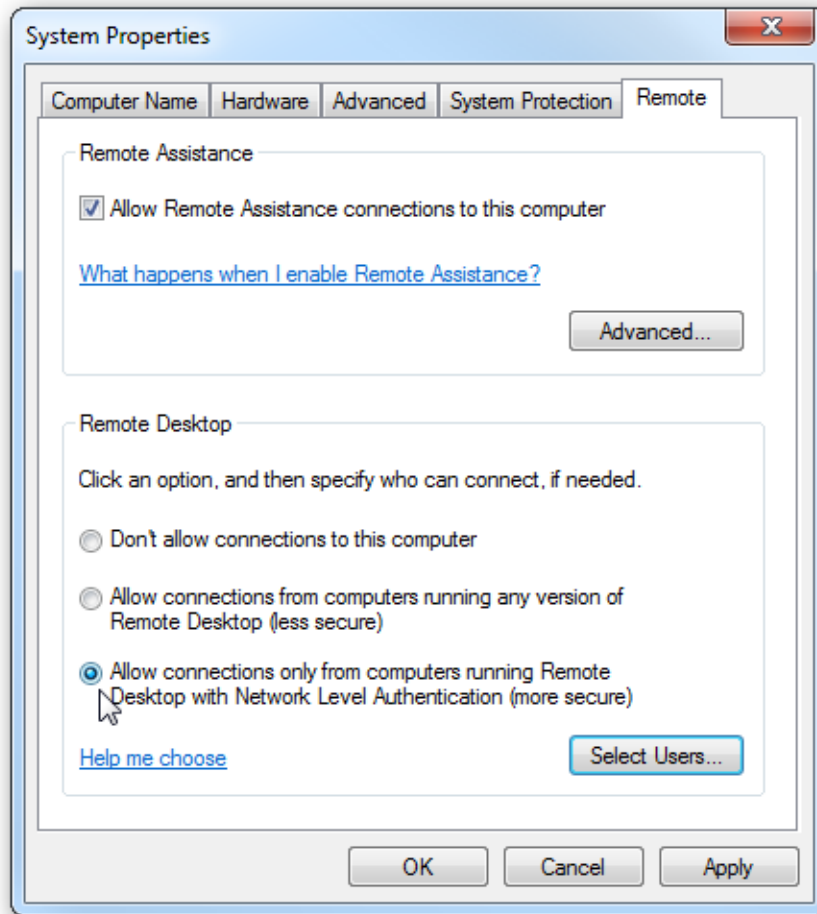 System Properties
Computer Name
Hardware
Advanced
System Protection
Remote
Remote Assistance
Allow Remote Assistance connections to this computer
What happens when I enable Remote Assistance?
Advanced...
Remote Desktop
Click an option, and then specify who can connect, if needed.
Don't allow connections to this computer
Allow connections from computers running any version of
Remote Desktop (less secure)
Allow connections only from computers running Remote
Desktop with Network Level Authentication (more secure)
Help me choose
Select Users...
OK
Cancel
Apply